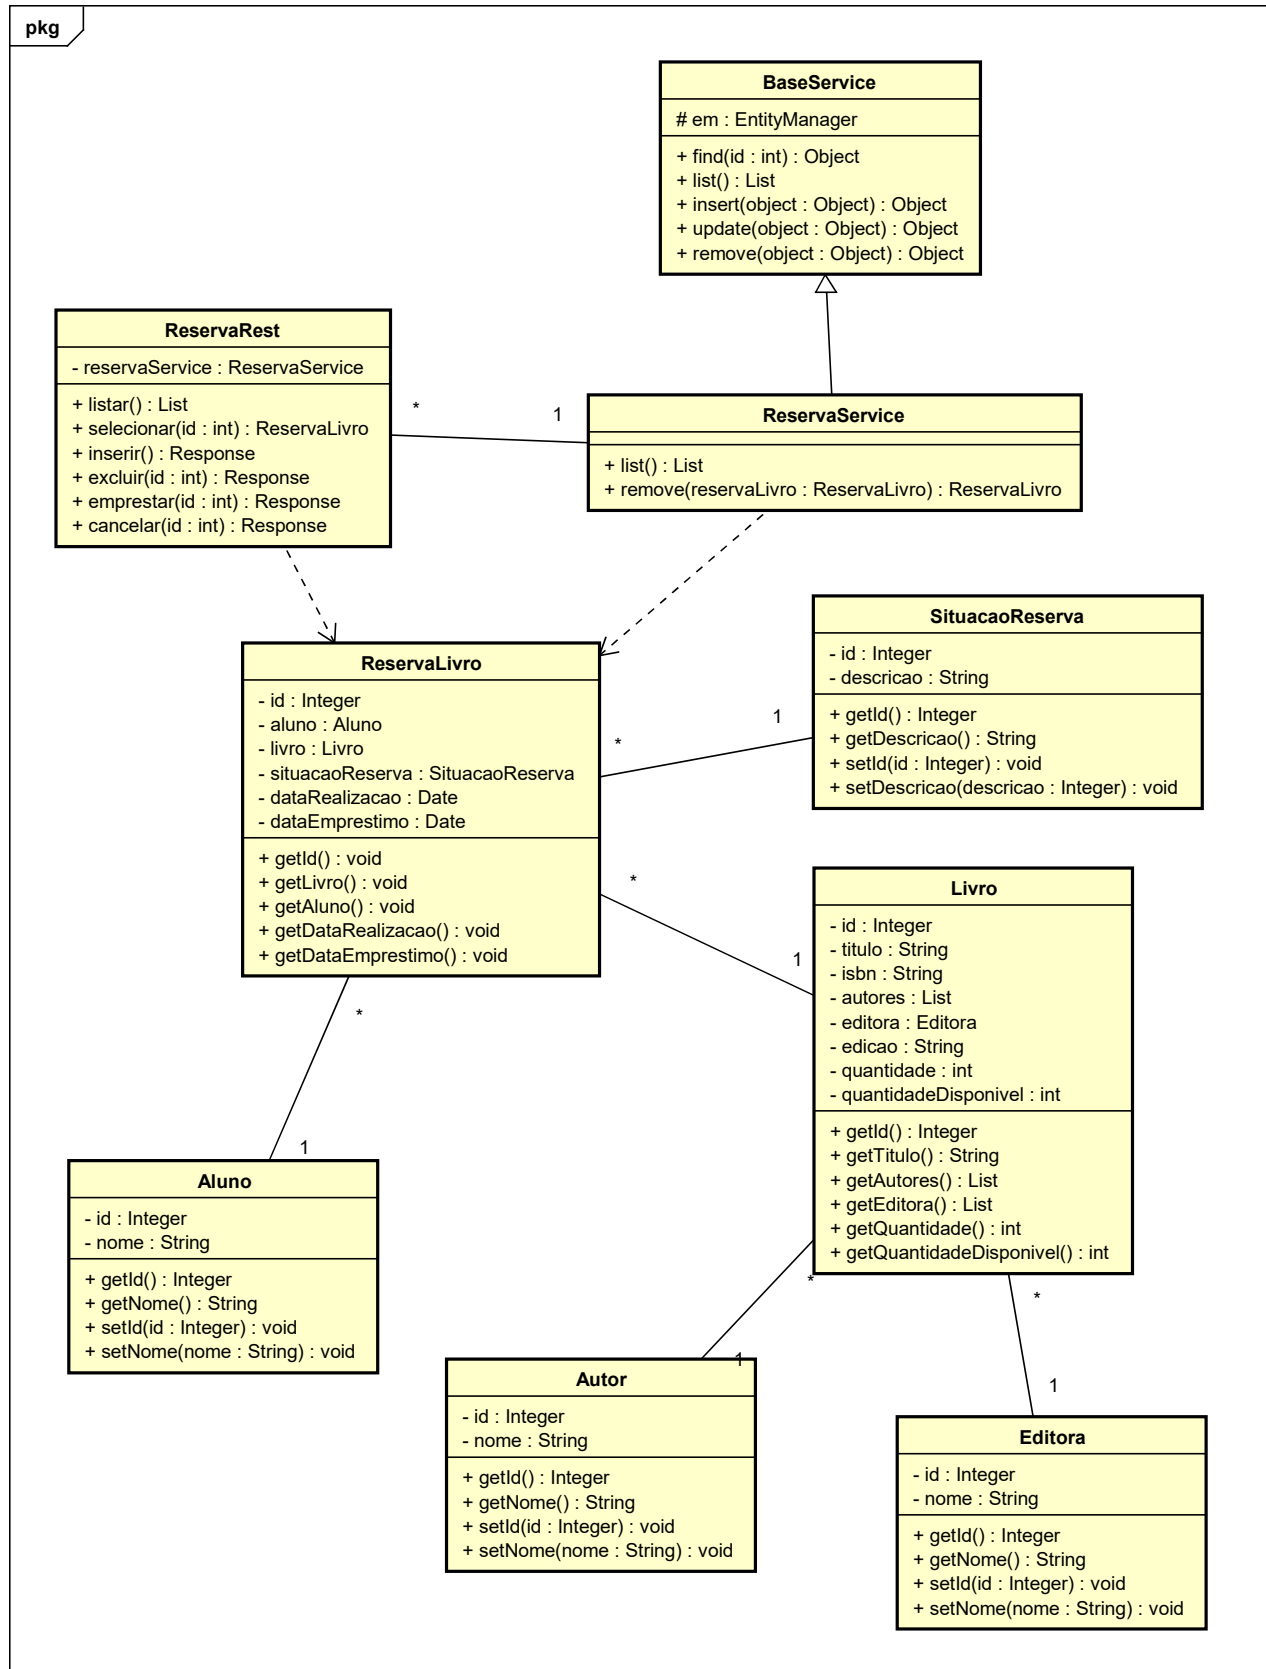 pkg
BaseService
# em : EntityManager
+ find(id : int) : Object
+ list() : List
+ insert(object : Object) : Object
+ update(object : Object) : Object
+ remove(object : Object) : Object
ReservaRest
- reservaService : ReservaService
+ listar() : List
+ selecionar(id : int) : ReservaLivro
+ inserir() : Response
+ excluir(id : int) : Response
+ emprestar(id : int) : Response
+ cancelar(id : int) : Response
*
1
ReservaService
+ list() : List
+ remove(reservaLivro : ReservaLivro) : ReservaLivro
SituacaoReserva
- id : Integer
- descricao : String
+ getId() : Integer
+ getDescricao() : String
+ setId(id : Integer) : void
+ setDescricao(descricao : Integer) : void
ReservaLivro
- id : Integer
- aluno : Aluno
- livro : Livro
- situacaoReserva : SituacaoReserva
- dataRealizacao : Date
- dataEmprestimo : Date
+ getId() : void
+ getLivro() : void
+ getAluno() : void
+ getDataRealizacao() : void
+ getDataEmprestimo() : void
1
*
*
1
*
1
Livro
- id : Integer
- titulo : String
- isbn : String
- autores : List
- editora : Editora
- edicao : String
- quantidade : int
- quantidadeDisponivel : int
+ getId() : Integer
+ getTitulo() : String
+ getAutores() : List
+ getEditora() : List
+ getQuantidade() : int
+ getQuantidadeDisponivel() : int
Aluno
- id : Integer
- nome : String
+ getId() : Integer
+ getNome() : String
+ setId(id : Integer) : void
+ setNome(nome : String) : void
*
1
*
1
Autor
- id : Integer
- nome : String
+ getId() : Integer
+ getNome() : String
+ setId(id : Integer) : void
+ setNome(nome : String) : void
Editora
- id : Integer
- nome : String
+ getId() : Integer
+ getNome() : String
+ setId(id : Integer) : void
+ setNome(nome : String) : void